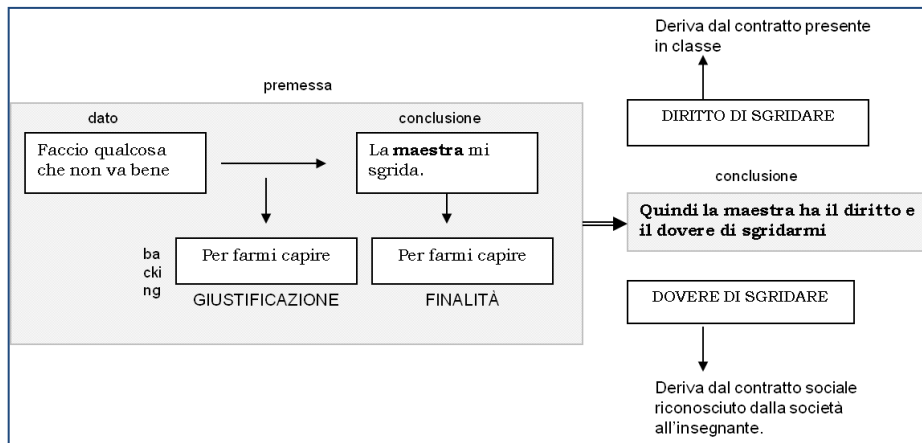 Deriva dal contratto presente
in classe
premessa
dato
conclusione
DIRITTO DI SGRIDARE
Faccio qualcosa
che non va bene
La maestra mi
sgrida.
conclusione
Quindi la maestra ha il diritto e
il dovere di sgridarmi
ba
cki
ng
Per farmi capire
Per farmi capire
GIUSTIFICAZIONE
FINALITÀ
DOVERE DI SGRIDARE
Deriva dal contratto sociale
riconosciuto dalla società
all'insegnante.